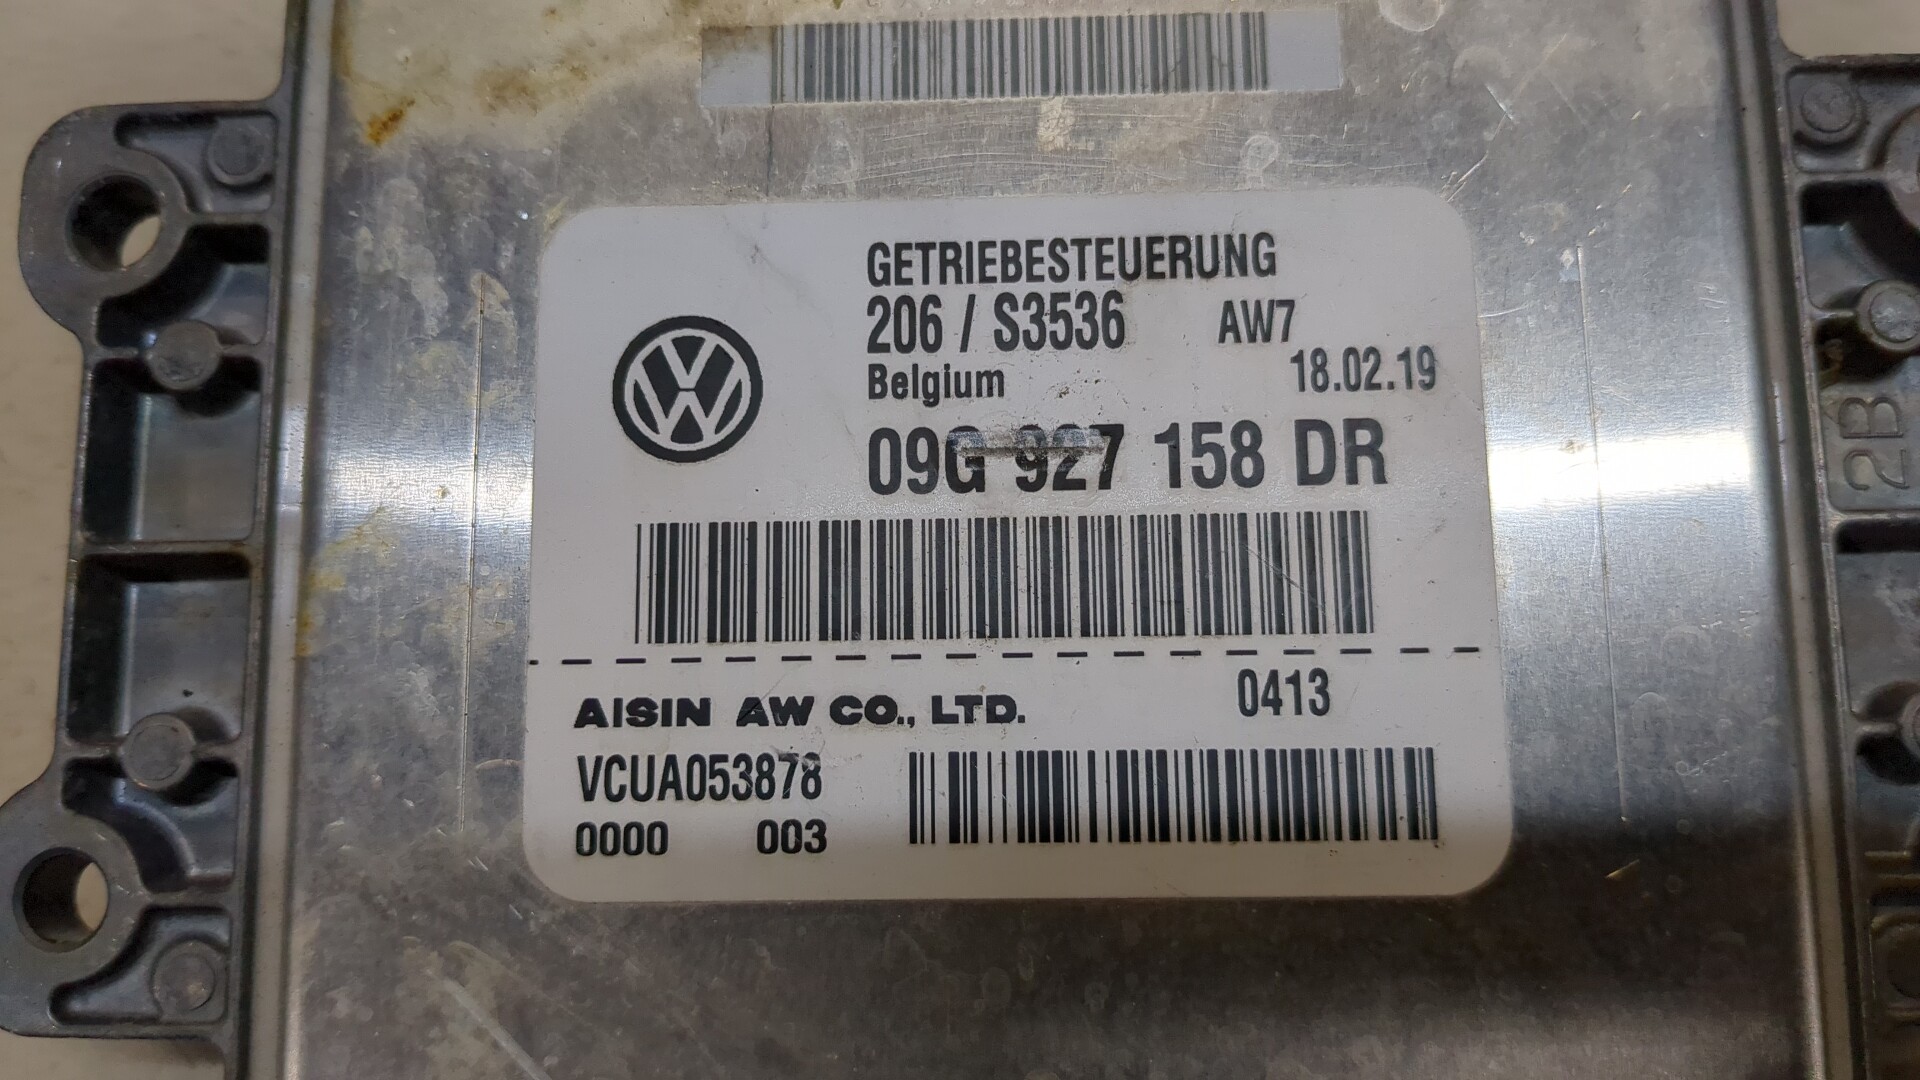 GETRIEBESTEUERUNG
206 / S3536 AW7
Belgium 18.02.19
09G 927 158 DR
AISIN AW CO., LTD. 0413
VCUA053878
0000 003
2B